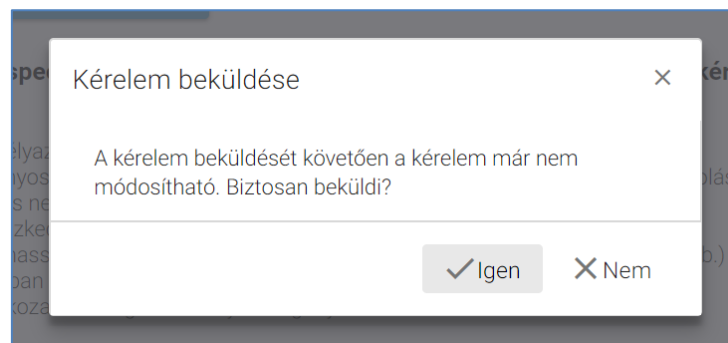 Kérelem beküldése
A kérelem beküldését követően a kérelem már nem
módosítható. Biztosan beküldi?
Igen
Nem